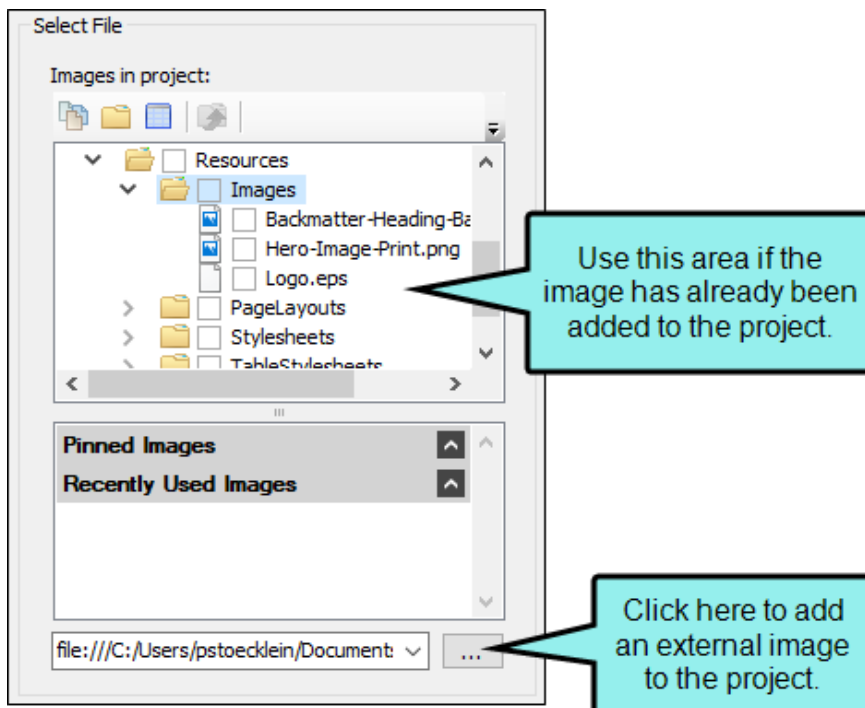 Select File
Images in project:
Resources
Images
Backmatter-Heading-Ba
Hero-Image-Print.png
Logo.eps
PageLayouts
Stylesheets
TableStylesheets
Use this area if the
image has already been
added to the project.
Pinned Images
Recently Used Images
file:///C:/Users/pstoecklein/Documents
...
Click here to add
an external image
to the project.